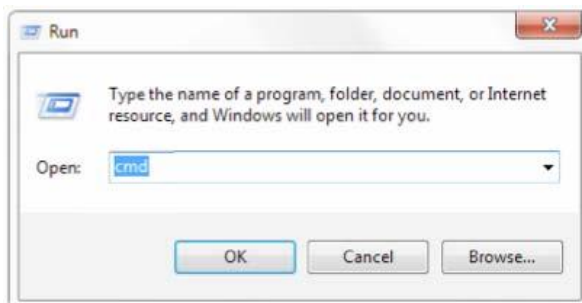 Run
Type the name of a program, folder, document, or Internet
resource, and Windows will open it for you.
Open: cmd
OK Cancel Browse...